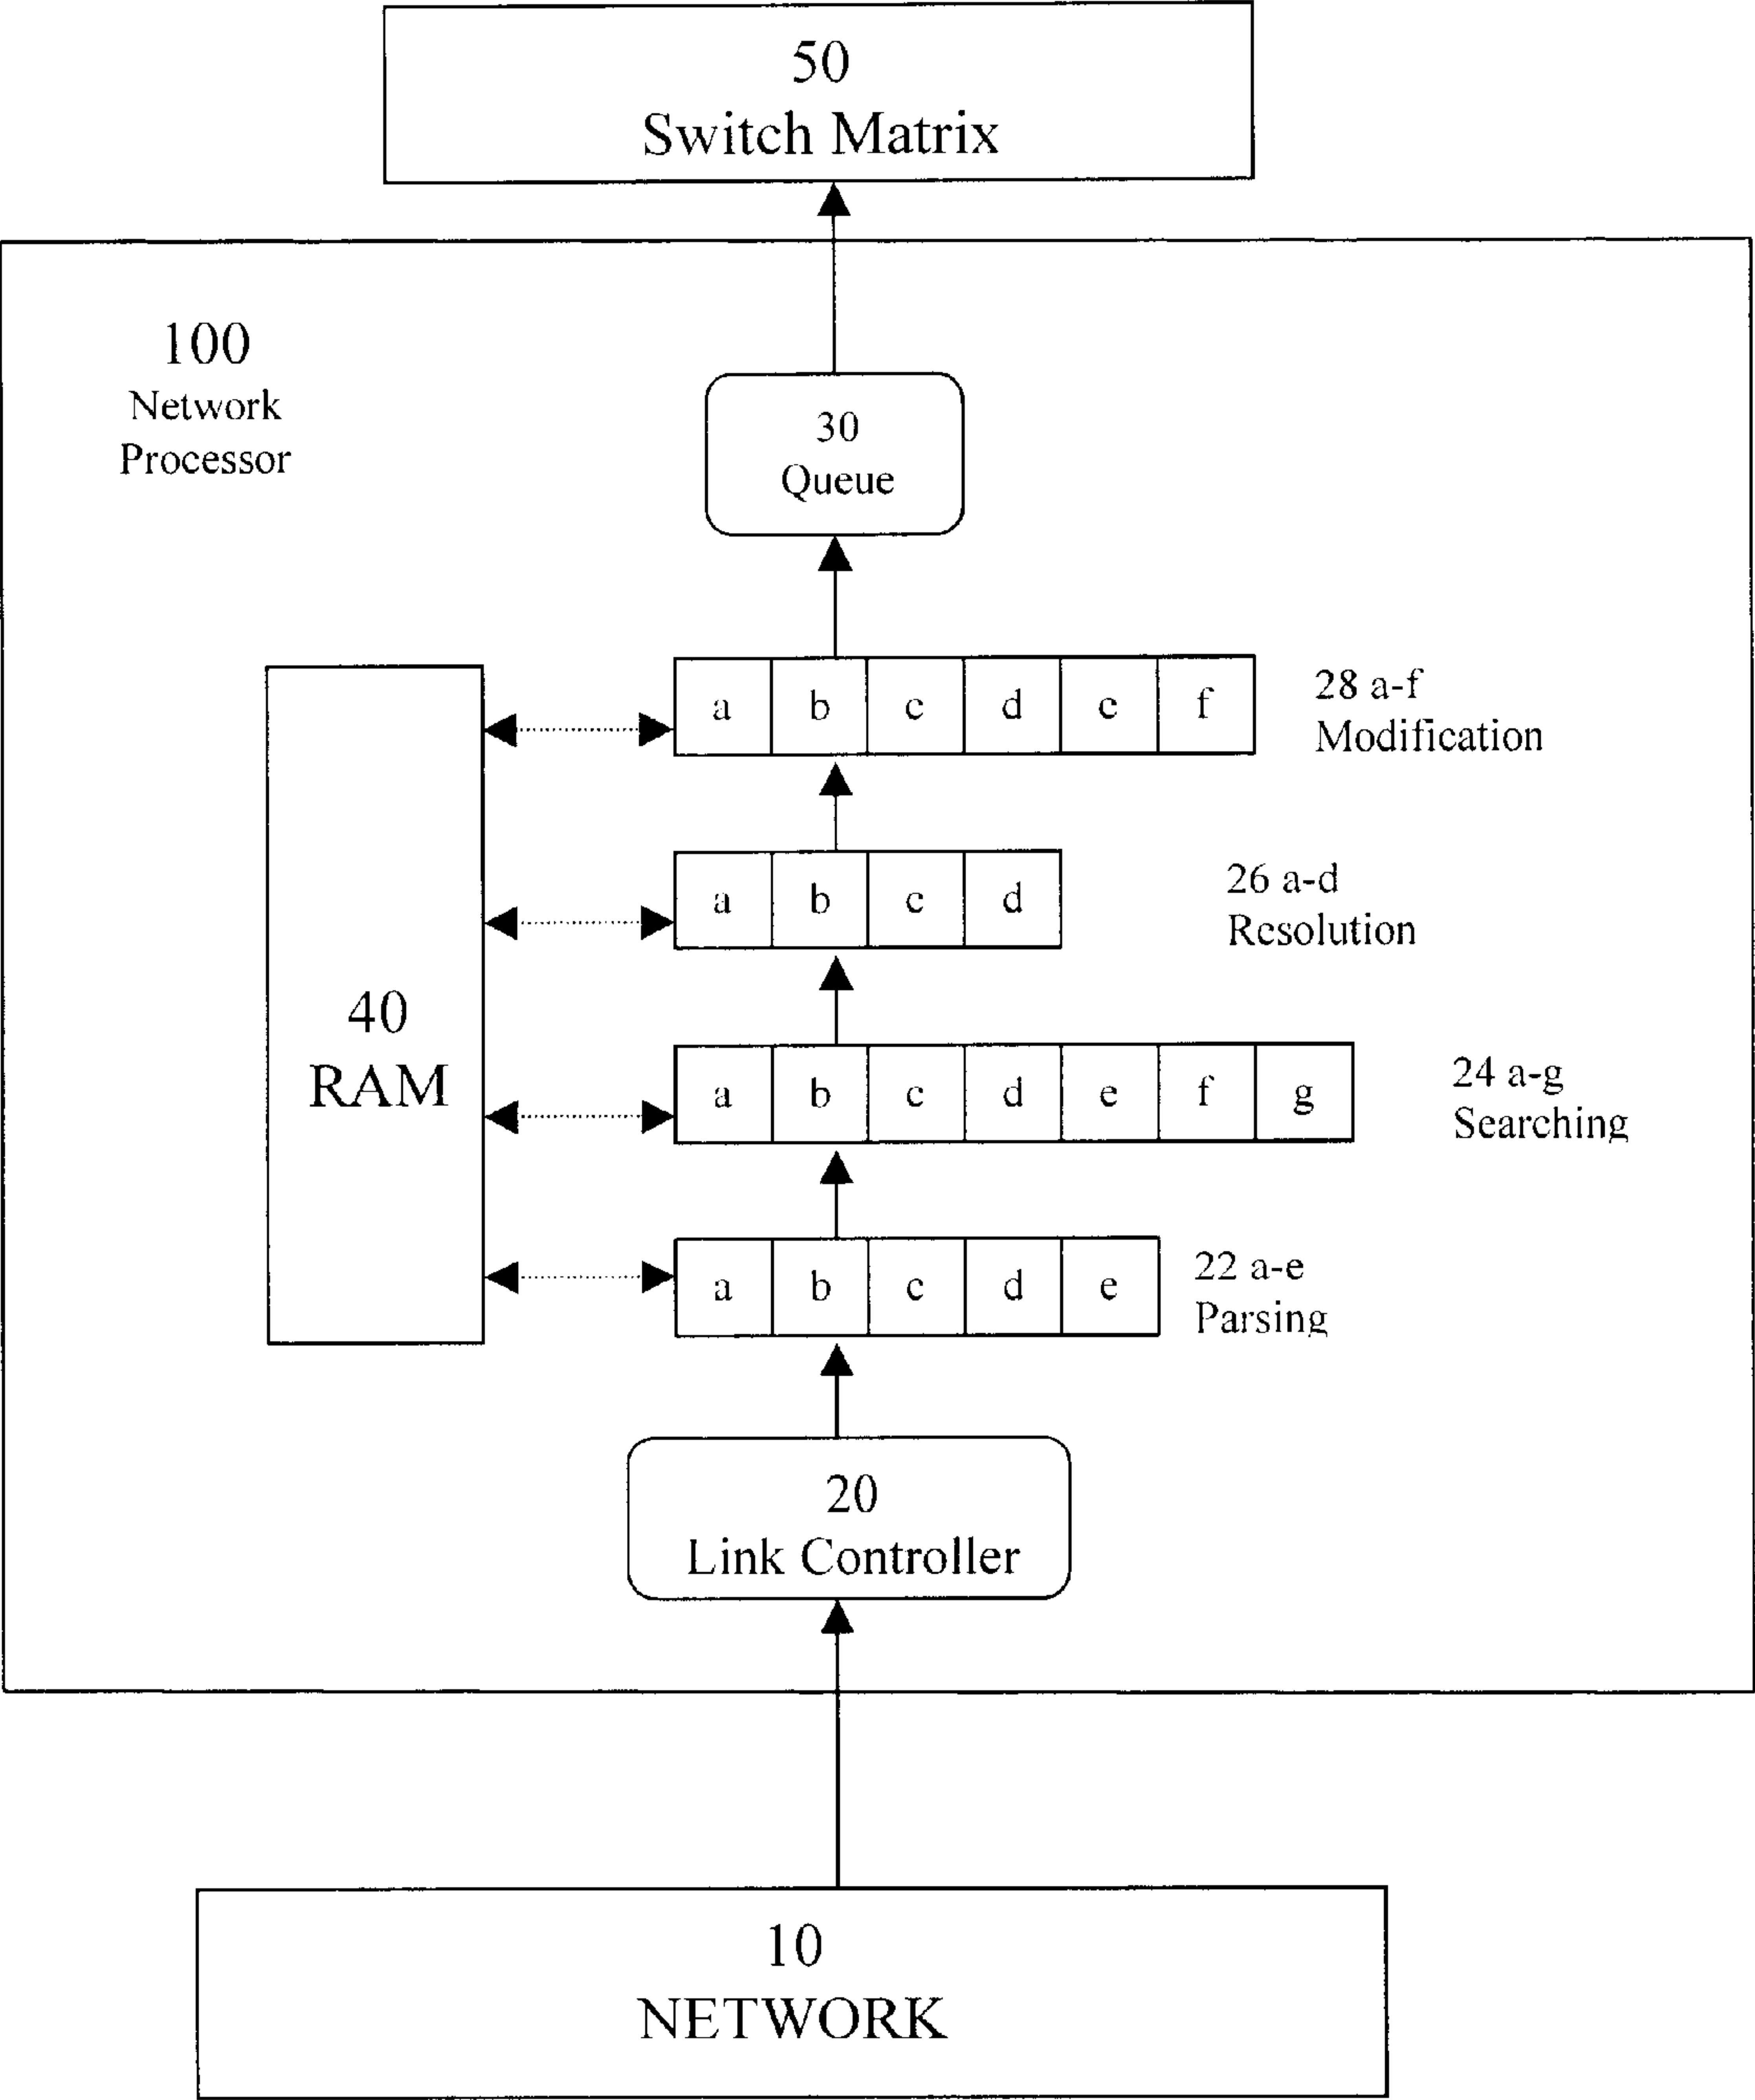 50
Switch Matrix
100
Network
Processor
30
Queue
a b c d e f
28 a-f
Modification
a b c d
26 a-d
Resolution
40
RAM
a b c d e f g
24 a-g
Searching
a b c d e
22 a-e
Parsing
20
Link Controller
10
NETWORK